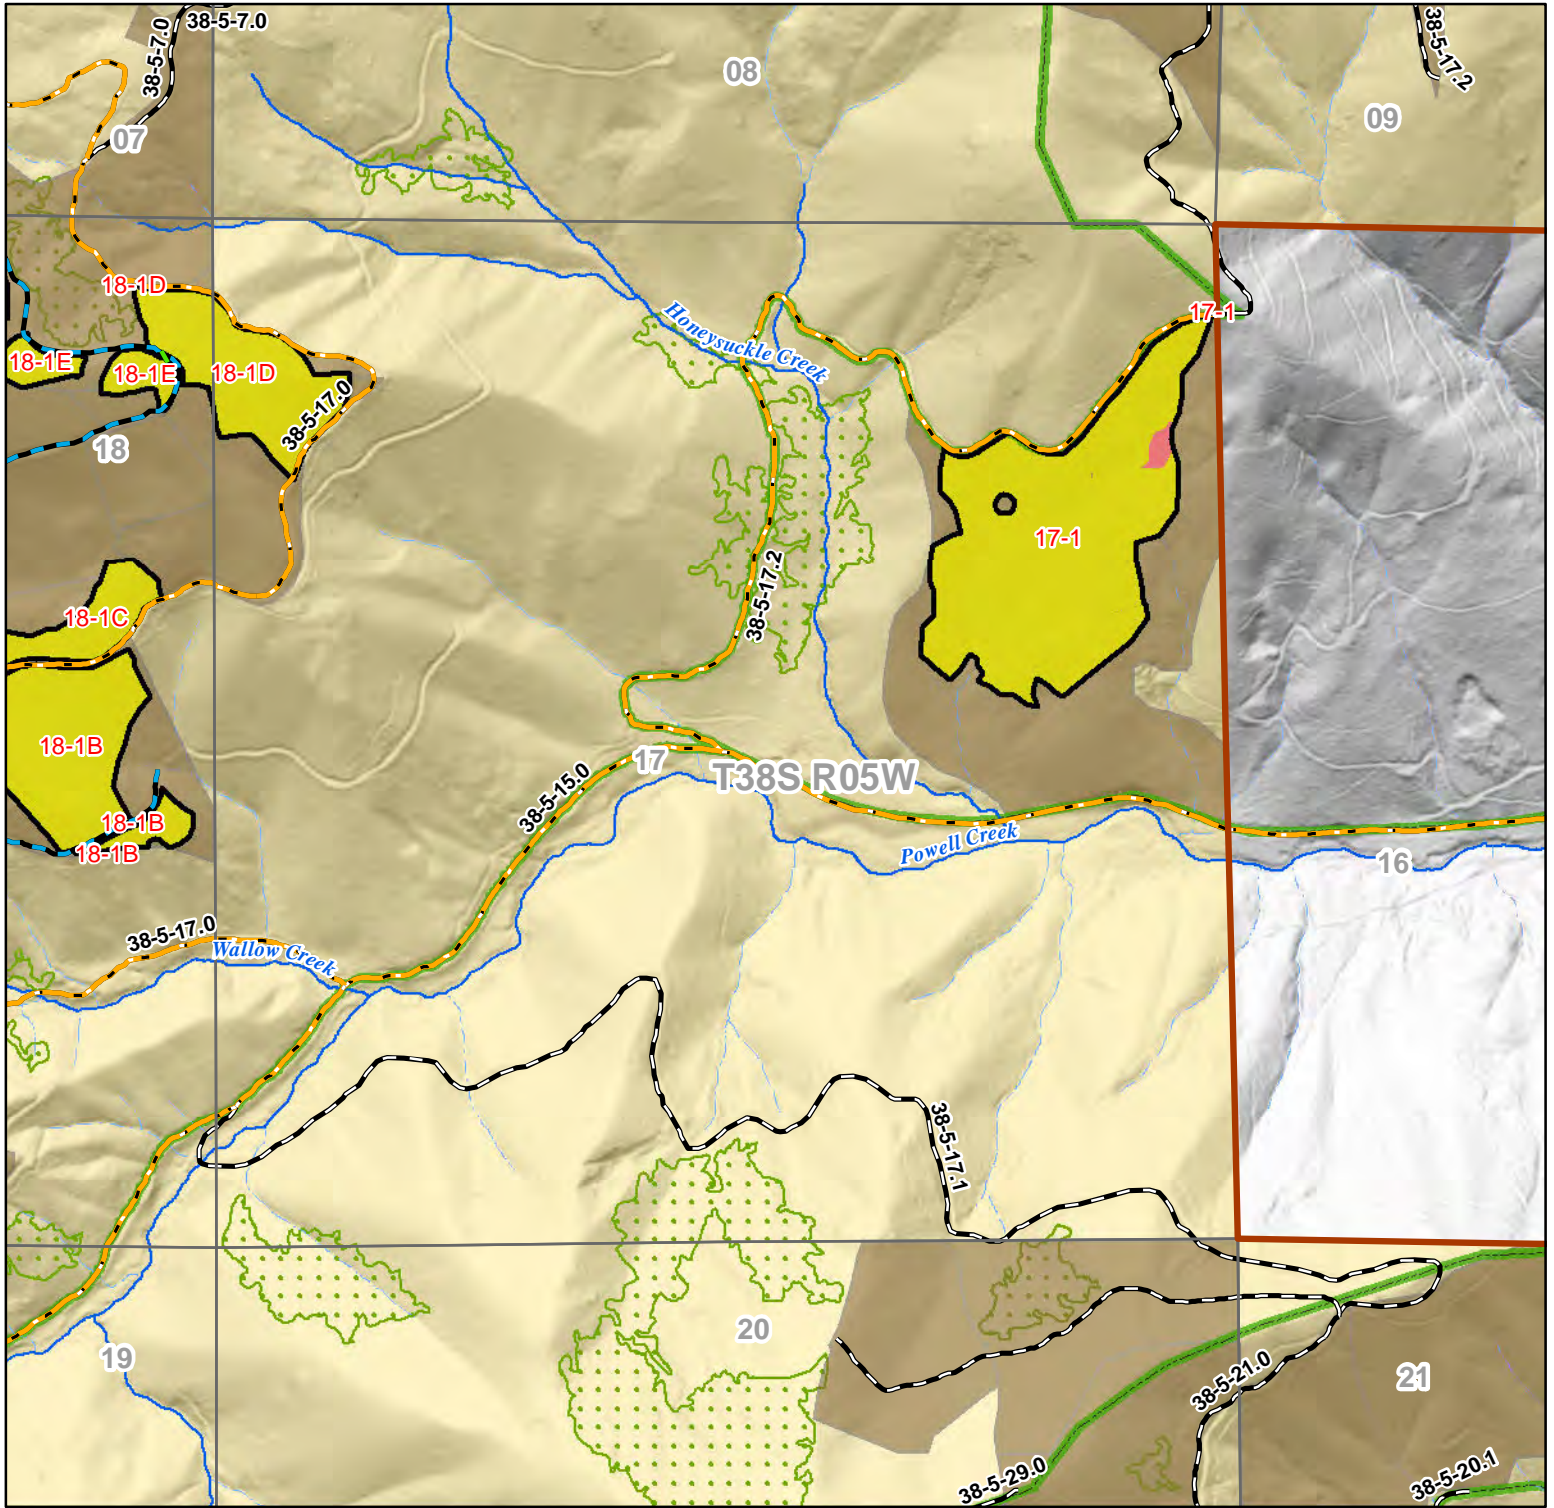 38-5-7.0
38-5-7.0
38-5-17.2
08
09
07
18-1D
17-1
Honeysuckle Creek
18-1E
18-1E
18-1D
38-5-17.0
18
17-1
38-5-17.2
18-1C
18-1B
17
T38S R05W
38-5-15.0
18-1B
18-1B
Powell Creek
16
38-5-17.0
Wallow Creek
38-5-17.1
20
19
21
38-5-21.0
38-5-29.0
38-5-20.1